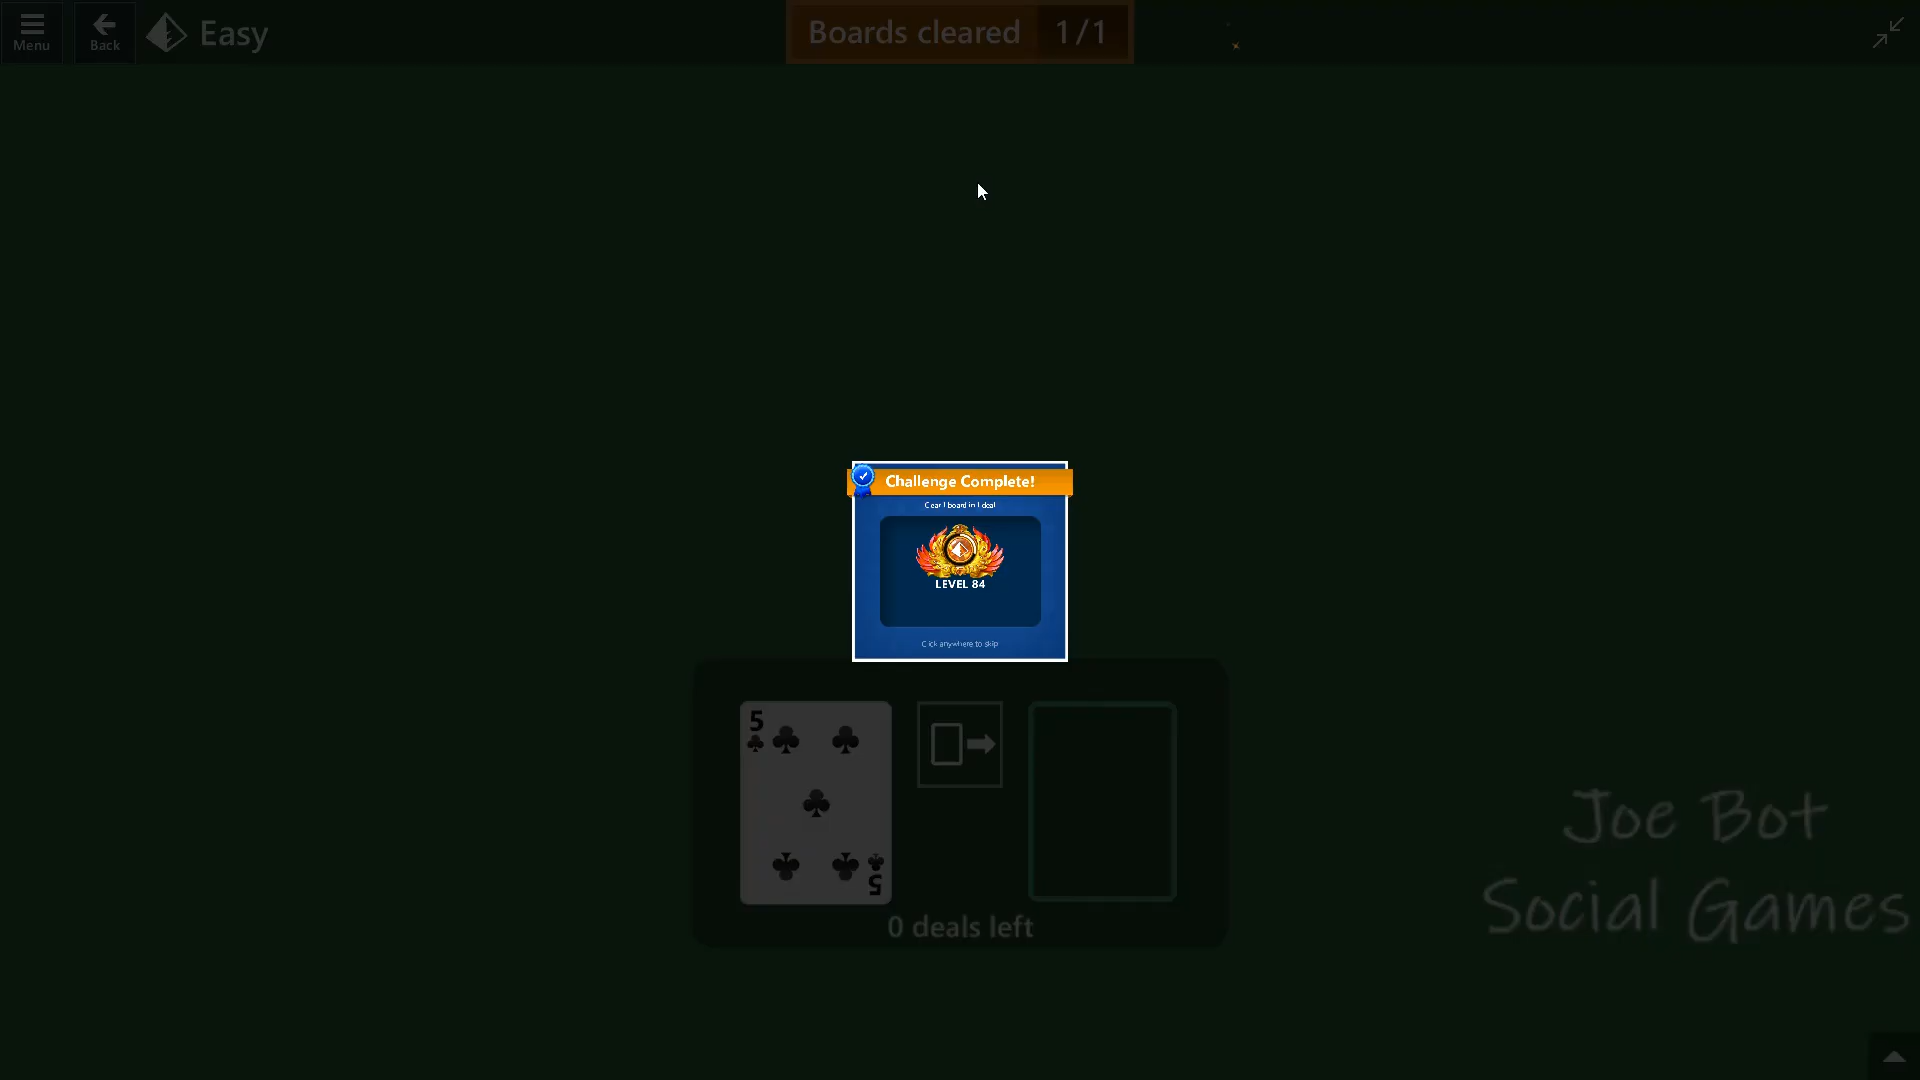 Menu
Back
Easy
Boards cleared 1/1
Challenge Complete!
Clear 1 board in 1 deal
LEVEL 84
Click anywhere to skip
5
5
0 deals left
Joe Bot
Social Games